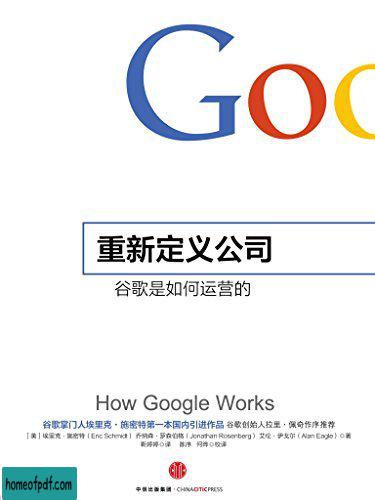 Goo
重新定义公司
谷歌是如何运营的
How Google Works
谷歌掌门人埃里克·施密特第一本国内引进作品 谷歌创始人拉里·佩奇作序推荐
[美] 埃里克·施密特 (Eric Schmidt) 乔纳森·罗森伯格 (Jonathan Rosenberg) 艾伦·伊戈尔 (Alan Eagle) ◎著
靳婷婷◎译 陈序 何晔◎校译
中信出版集团·CHINACITICPRESS
homeofpdf.com